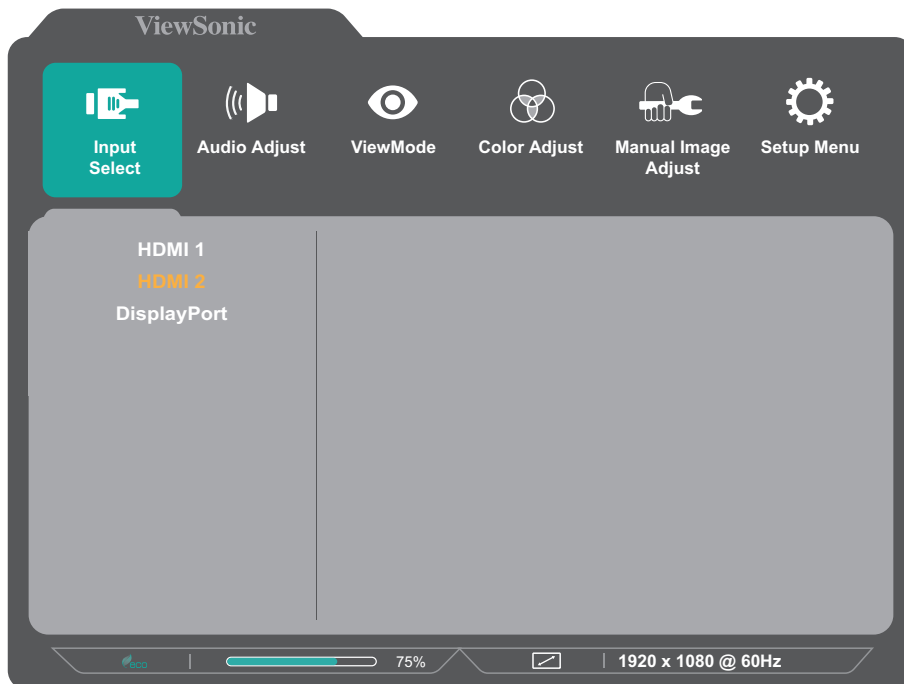 ViewSonic
Input
Select
Audio Adjust
ViewMode
Color Adjust
Manual Image
Adjust
Setup Menu
HDMI 1
HDMI 2
DisplayPort
ECO
75%
1920 x 1080 @ 60Hz